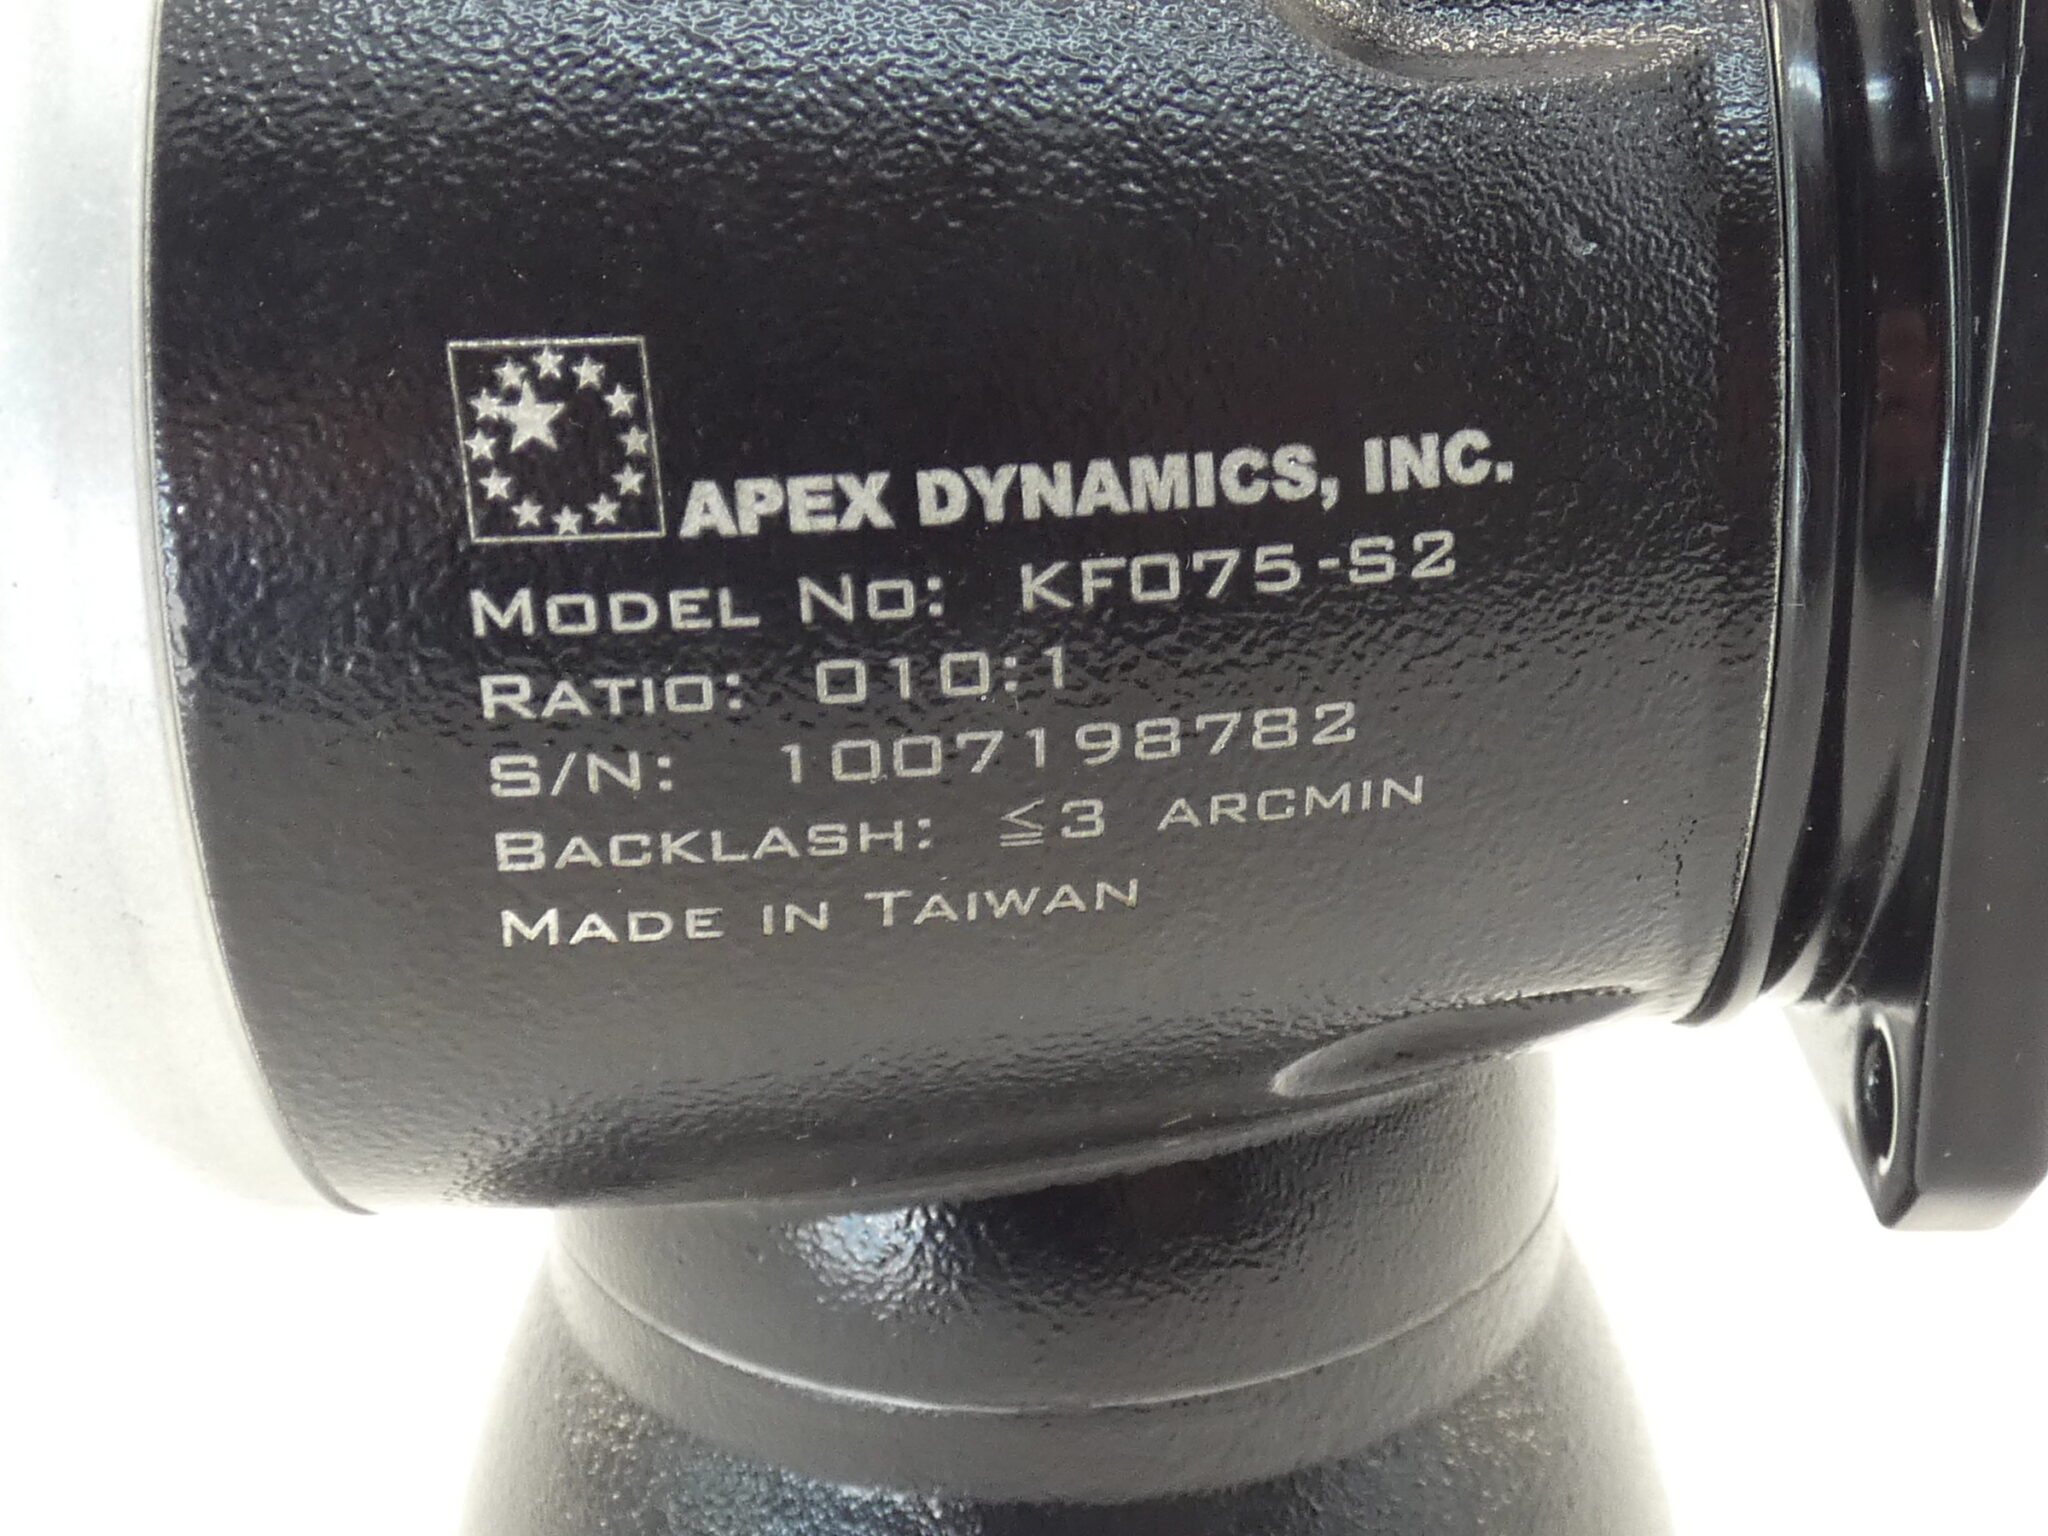 APEX DYNAMICS, INC.
MODEL NO: KF075-S2
RATIO: 010:1
S/N: 1007198782
BACKLASH: ≦3 ARCMIN
MADE IN TAIWAN